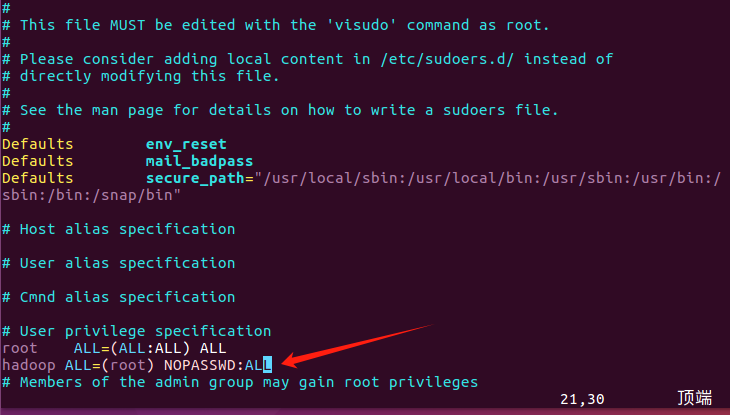 #
# This file MUST be edited with the 'visudo' command as root.
#
# Please consider adding local content in /etc/sudoers.d/ instead of
# directly modifying this file.
#
# See the man page for details on how to write a sudoers file.
#
Defaults        env_reset
Defaults        mail_badpass
Defaults        secure_path="/usr/local/sbin:/usr/local/bin:/usr/sbin:/usr/bin:/
sbin:/bin:/snap/bin"
# Host alias specification
# User alias specification
# Cmnd alias specification
# User privilege specification
root    ALL=(ALL:ALL) ALL
hadoop ALL=(root) NOPASSWD:ALL
# Members of the admin group may gain root privileges
21,30 顶端